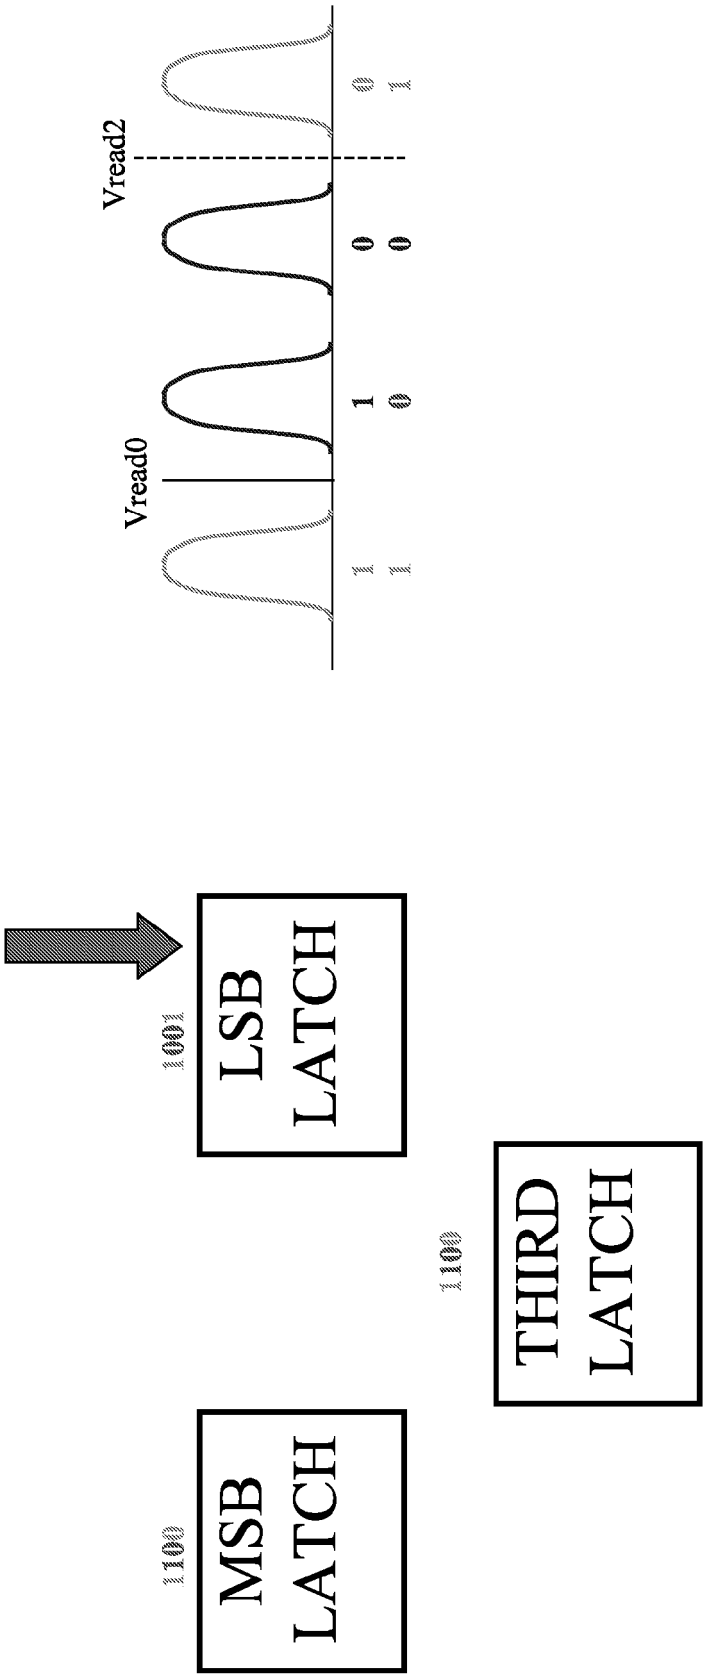 1100
MSB
LATCH
1100
THIRD
LATCH
1001
LSB
LATCH
Vread0
Vread2
1 1 0 0
1 0 0 1